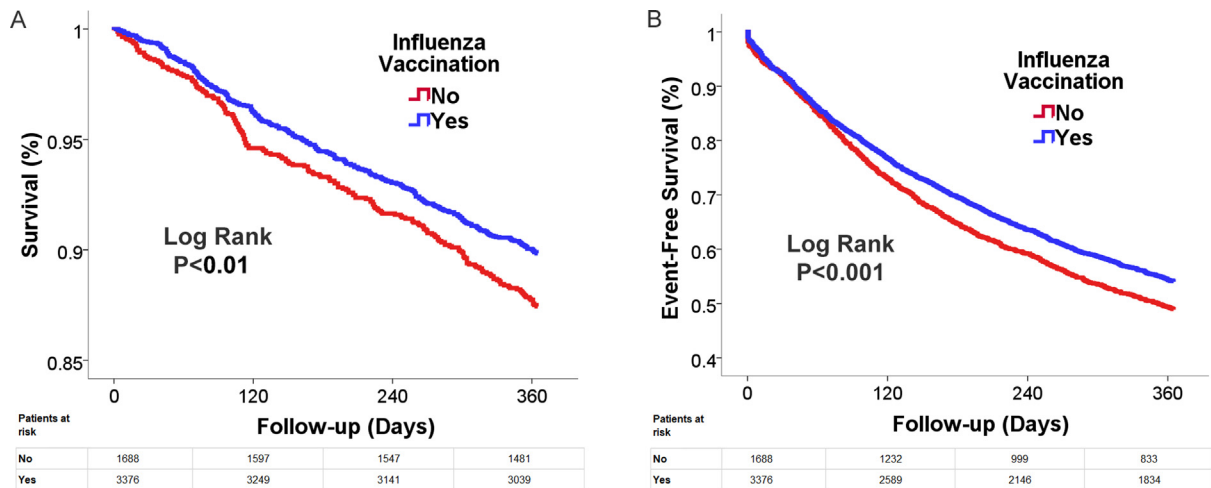 A
Survival (%)
1
0.95
0.9
0.85
Influenza
Vaccination
No
Yes
Log Rank
P<0.01
0 120 240 360
Follow-up (Days)
Patients at
risk
No 1688 1597 1547 1481
Yes 3376 3249 3141 3039
B
Event-Free Survival (%)
1
0.9
0.8
0.7
0.6
0.5
0.4
Influenza
Vaccination
No
Yes
Log Rank
P<0.001
0 120 240 360
Follow-up (Days)
Patients at
risk
No 1688 1232 999 833
Yes 3376 2589 2146 1834